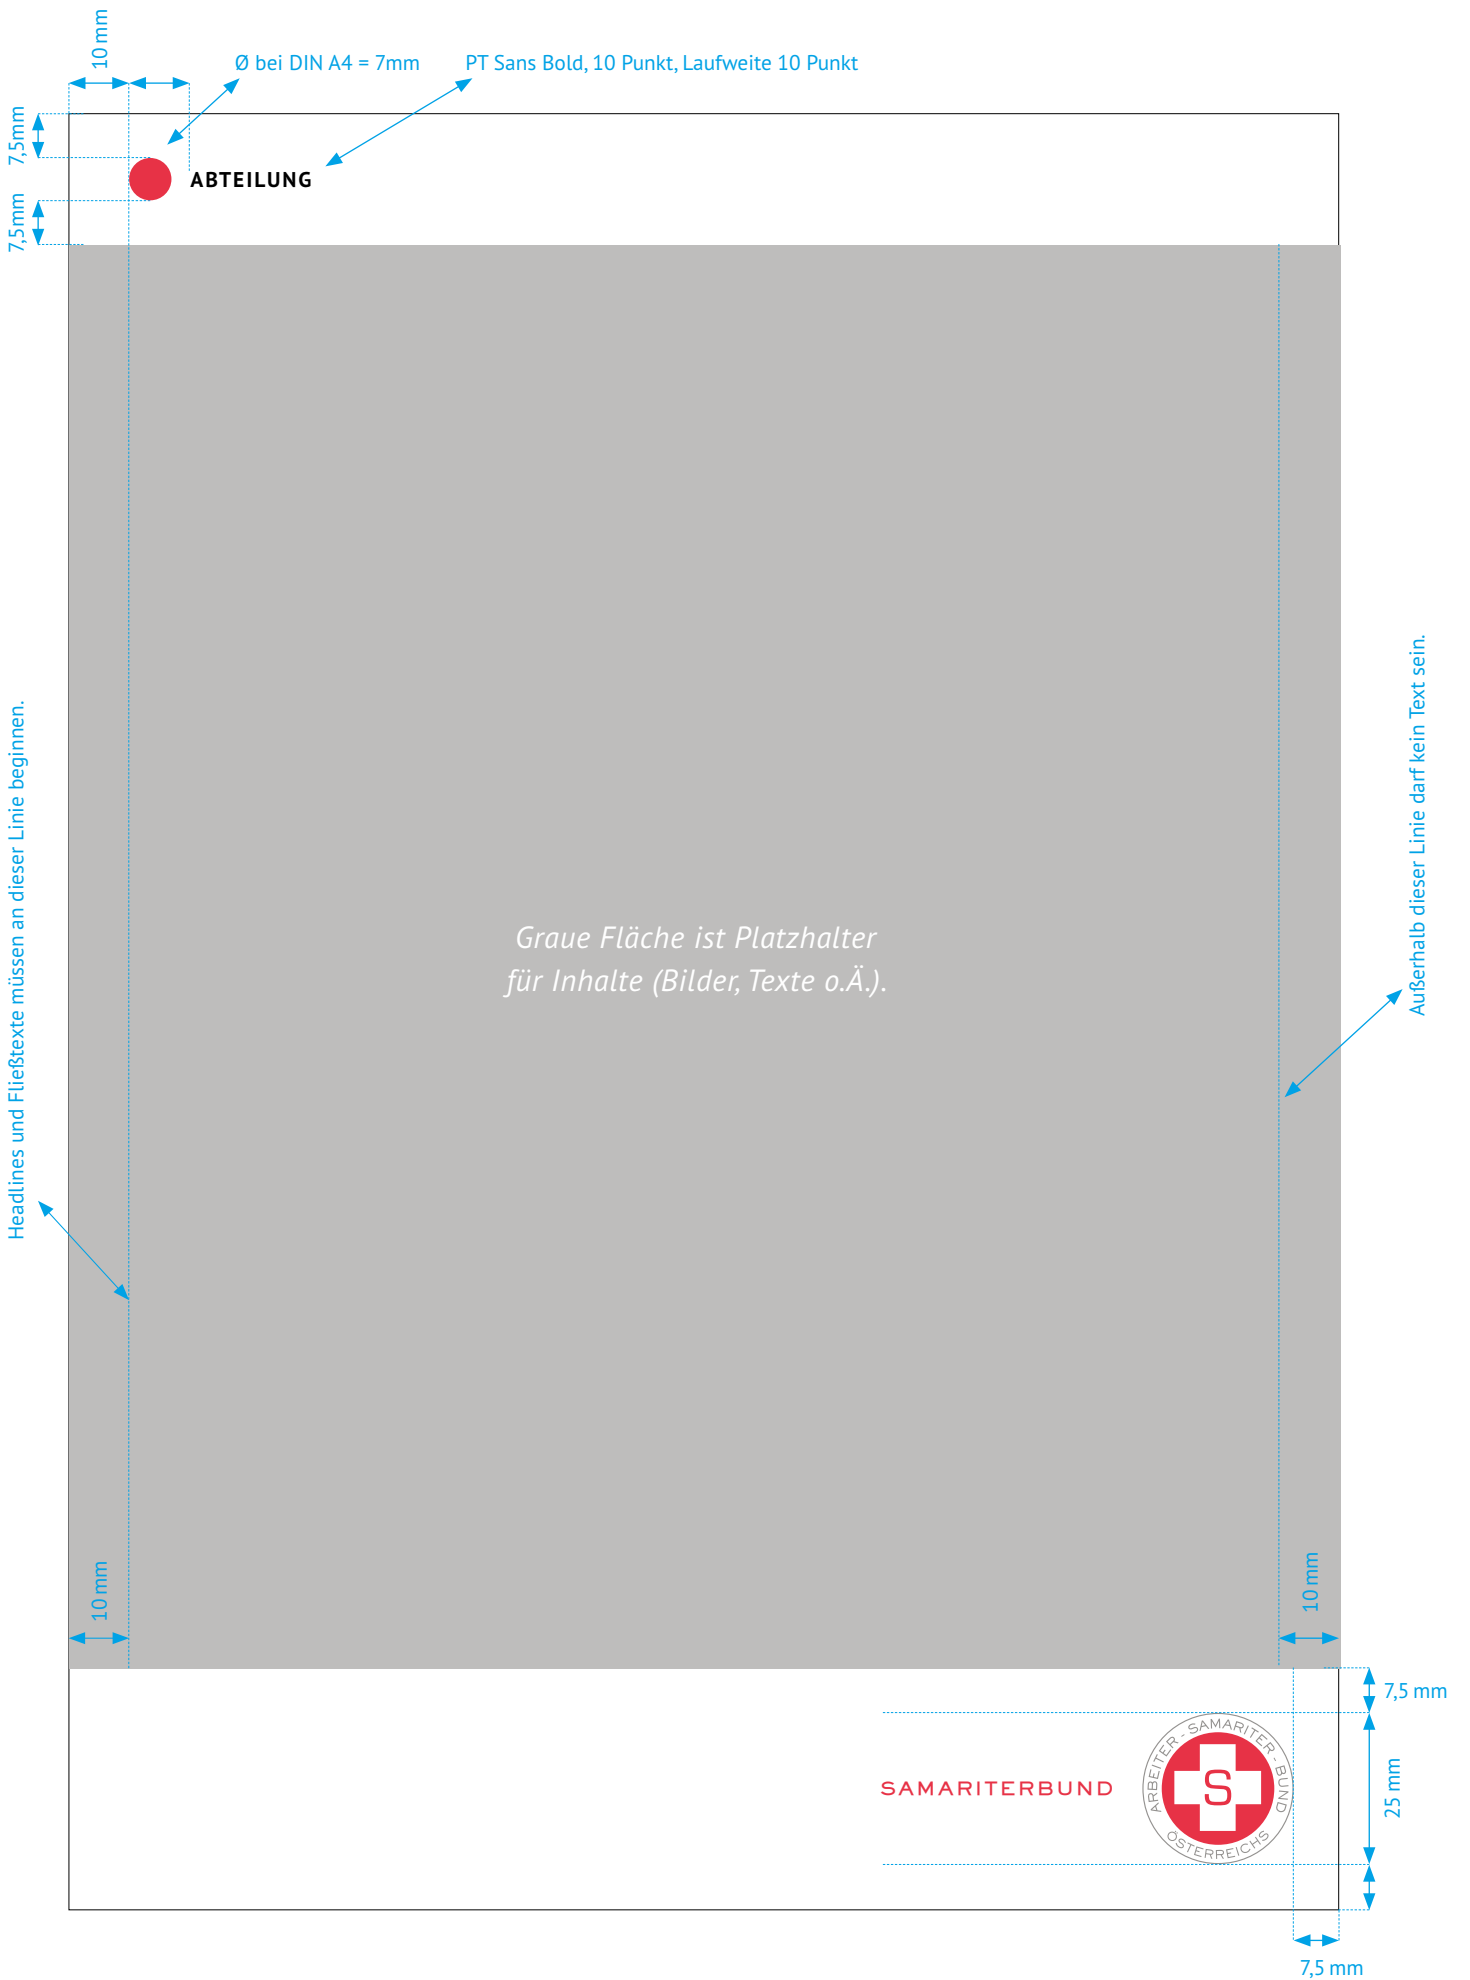 10 mm
Ø bei DIN A4 = 7mm
PT Sans Bold, 10 Punkt, Laufweite 10 Punkt
7,5mm
ABTEILUNG
7,5mm
Headlines und Fließtexte müssen an dieser Linie beginnen.
Außerhalb dieser Linie darf kein Text sein.
Graue Fläche ist Platzhalter
für Inhalte (Bilder, Texte o.Ä.).
10 mm
10 mm
7,5 mm
SAMARITERBUND
ARBEITER - SAMARITER - BUND
S
ÖSTERREICHS
25 mm
7,5 mm